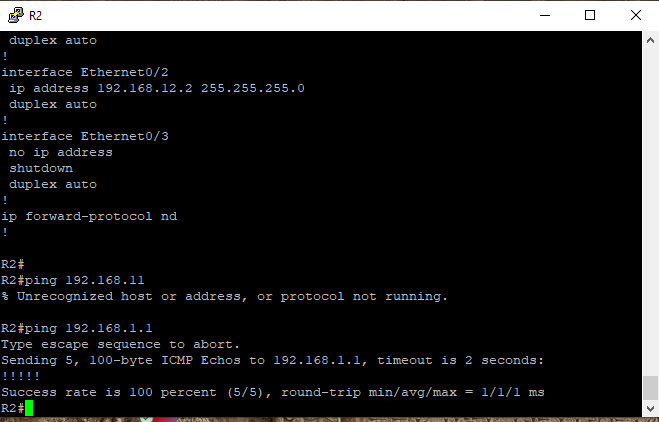 R2
 duplex auto
!
interface Ethernet0/2
 ip address 192.168.12.2 255.255.255.0
 duplex auto
!
interface Ethernet0/3
 no ip address
 shutdown
 duplex auto
!
ip forward-protocol nd
!
R2#
R2#ping 192.168.11
% Unrecognized host or address, or protocol not running.
R2#ping 192.168.1.1
Type escape sequence to abort.
Sending 5, 100-byte ICMP Echos to 192.168.1.1, timeout is 2 seconds:
!!!!!
Success rate is 100 percent (5/5), round-trip min/avg/max = 1/1/1 ms
R2#